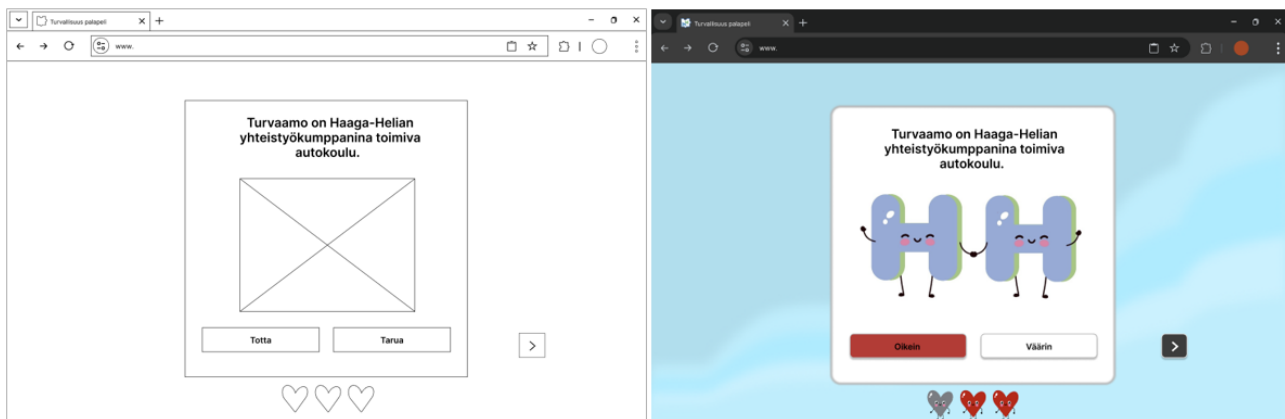 Turvallisuus palapeli
www.
Turvaamo on Haaga-Helian
yhteistyökumppanina toimiva
autokoulu.
Totta
Tarua
Turvallisuus palapeli
www.
Turvaamo on Haaga-Helian
yhteistyökumppanina toimiva
autokoulu.
HH
Oikein
Väärin